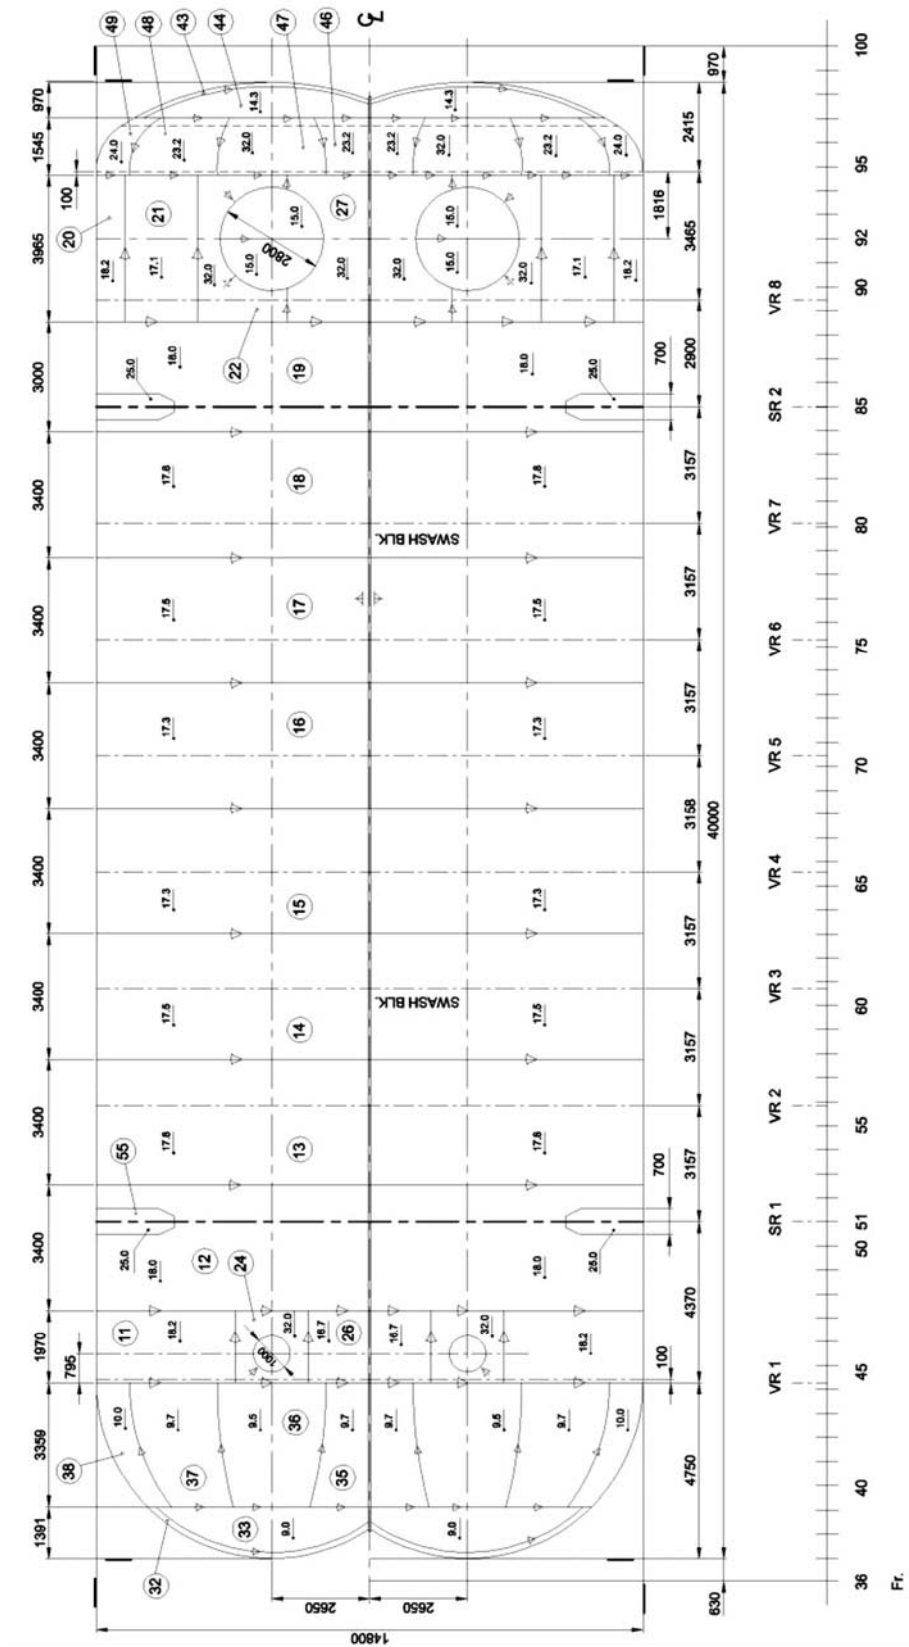 1391 3359 1970 3400 3400 3400 3400 3400 3400 3400 3000 3965 1545 970
795 100
32 38 11 55 20 49 48 43 44 47 46
10.0 18.2 25.0 25.0 18.2 24.0
37 9.7 18.0 17.8 17.5 17.3 17.3 17.5 17.8 18.0 17.1 21 23.2
33 12 24 22 32.0
9.5 1000 15.0 2800 32.0 14.3
9.0 36 32.0 13 14 15 16 17 18 19 15.0
35 9.7 16.7 26 32.0 27 23.2
14800
2650
2650
SWASH BLK. SWASH BLK.
9.7 16.7 32.0 23.2
9.0 32.0 15.0 15.0 32.0 14.3
9.5 18.0 17.8 17.5 17.3 17.3 17.5 17.8 18.0 32.0
9.7 18.2 17.1 23.2
10.0 25.0 25.0 18.2 24.0
100 700 700 1816
4750 4370 3157 3157 3157 3158 3157 3157 3157 2900 3465 2415
630 40000 970
VR 1 SR 1 VR 2 VR 3 VR 4 VR 5 VR 6 VR 7 SR 2 VR 8
Fr. 36 40 45 50 51 55 60 65 70 75 80 85 90 92 95 100